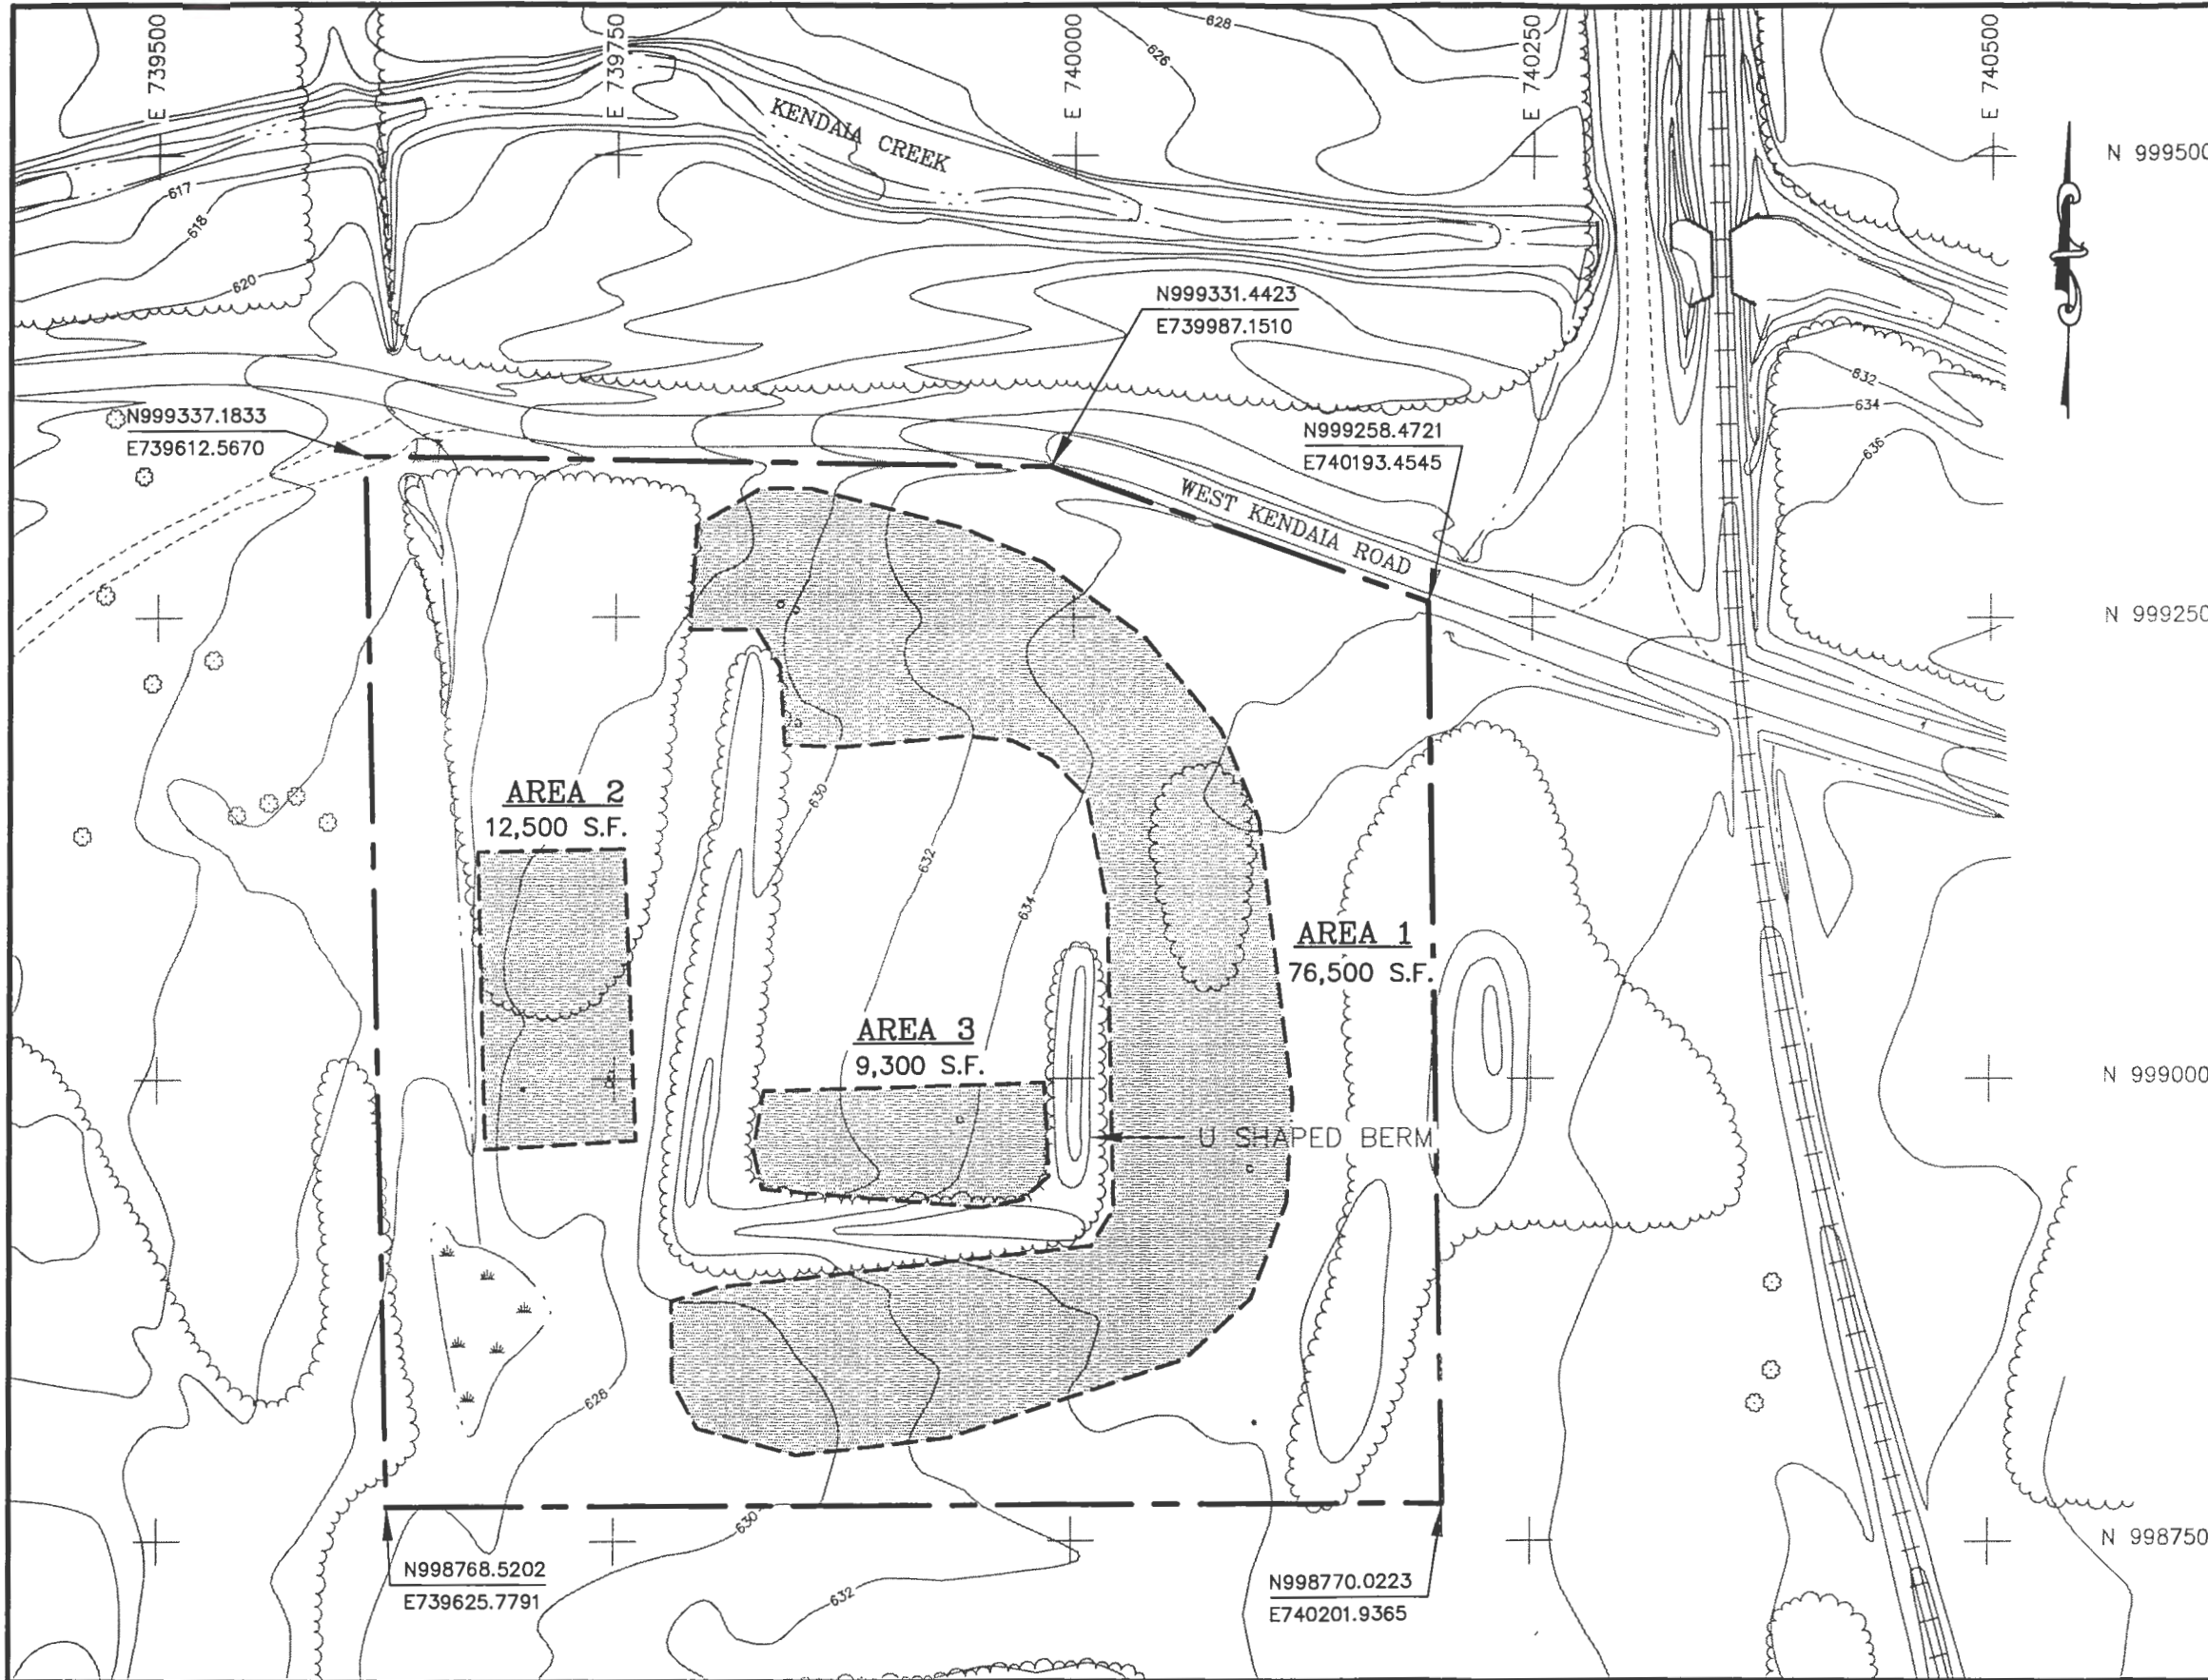 E 739500
E 739750
E 740000
E 740250
E 740500
628
626
N 999500
KENDAIA CREEK
617
618
620
N999331.4423
E739987.1510
832
634
636
N999337.1833
E739612.5670
N999258.4721
E740193.4545
WEST KENDAIA ROAD
N 999250
AREA 2
12,500 S.F.
630
632
634
AREA 1
76,500 S.F.
AREA 3
9,300 S.F.
N 999000
U SHAPED BERM
628
630
N 998750
N998768.5202
E739625.7791
632
N998770.0223
E740201.9365